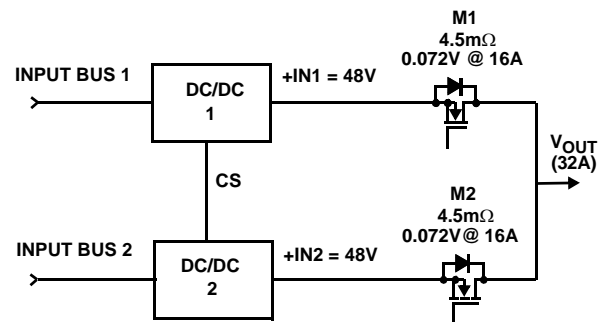 M1
4.5mΩ
0.072V @ 16A
INPUT BUS 1
DC/DC
1
+IN1 = 48V
VOUT
(32A)
CS
M2
4.5mΩ
0.072V @ 16A
INPUT BUS 2
DC/DC
2
+IN2 = 48V